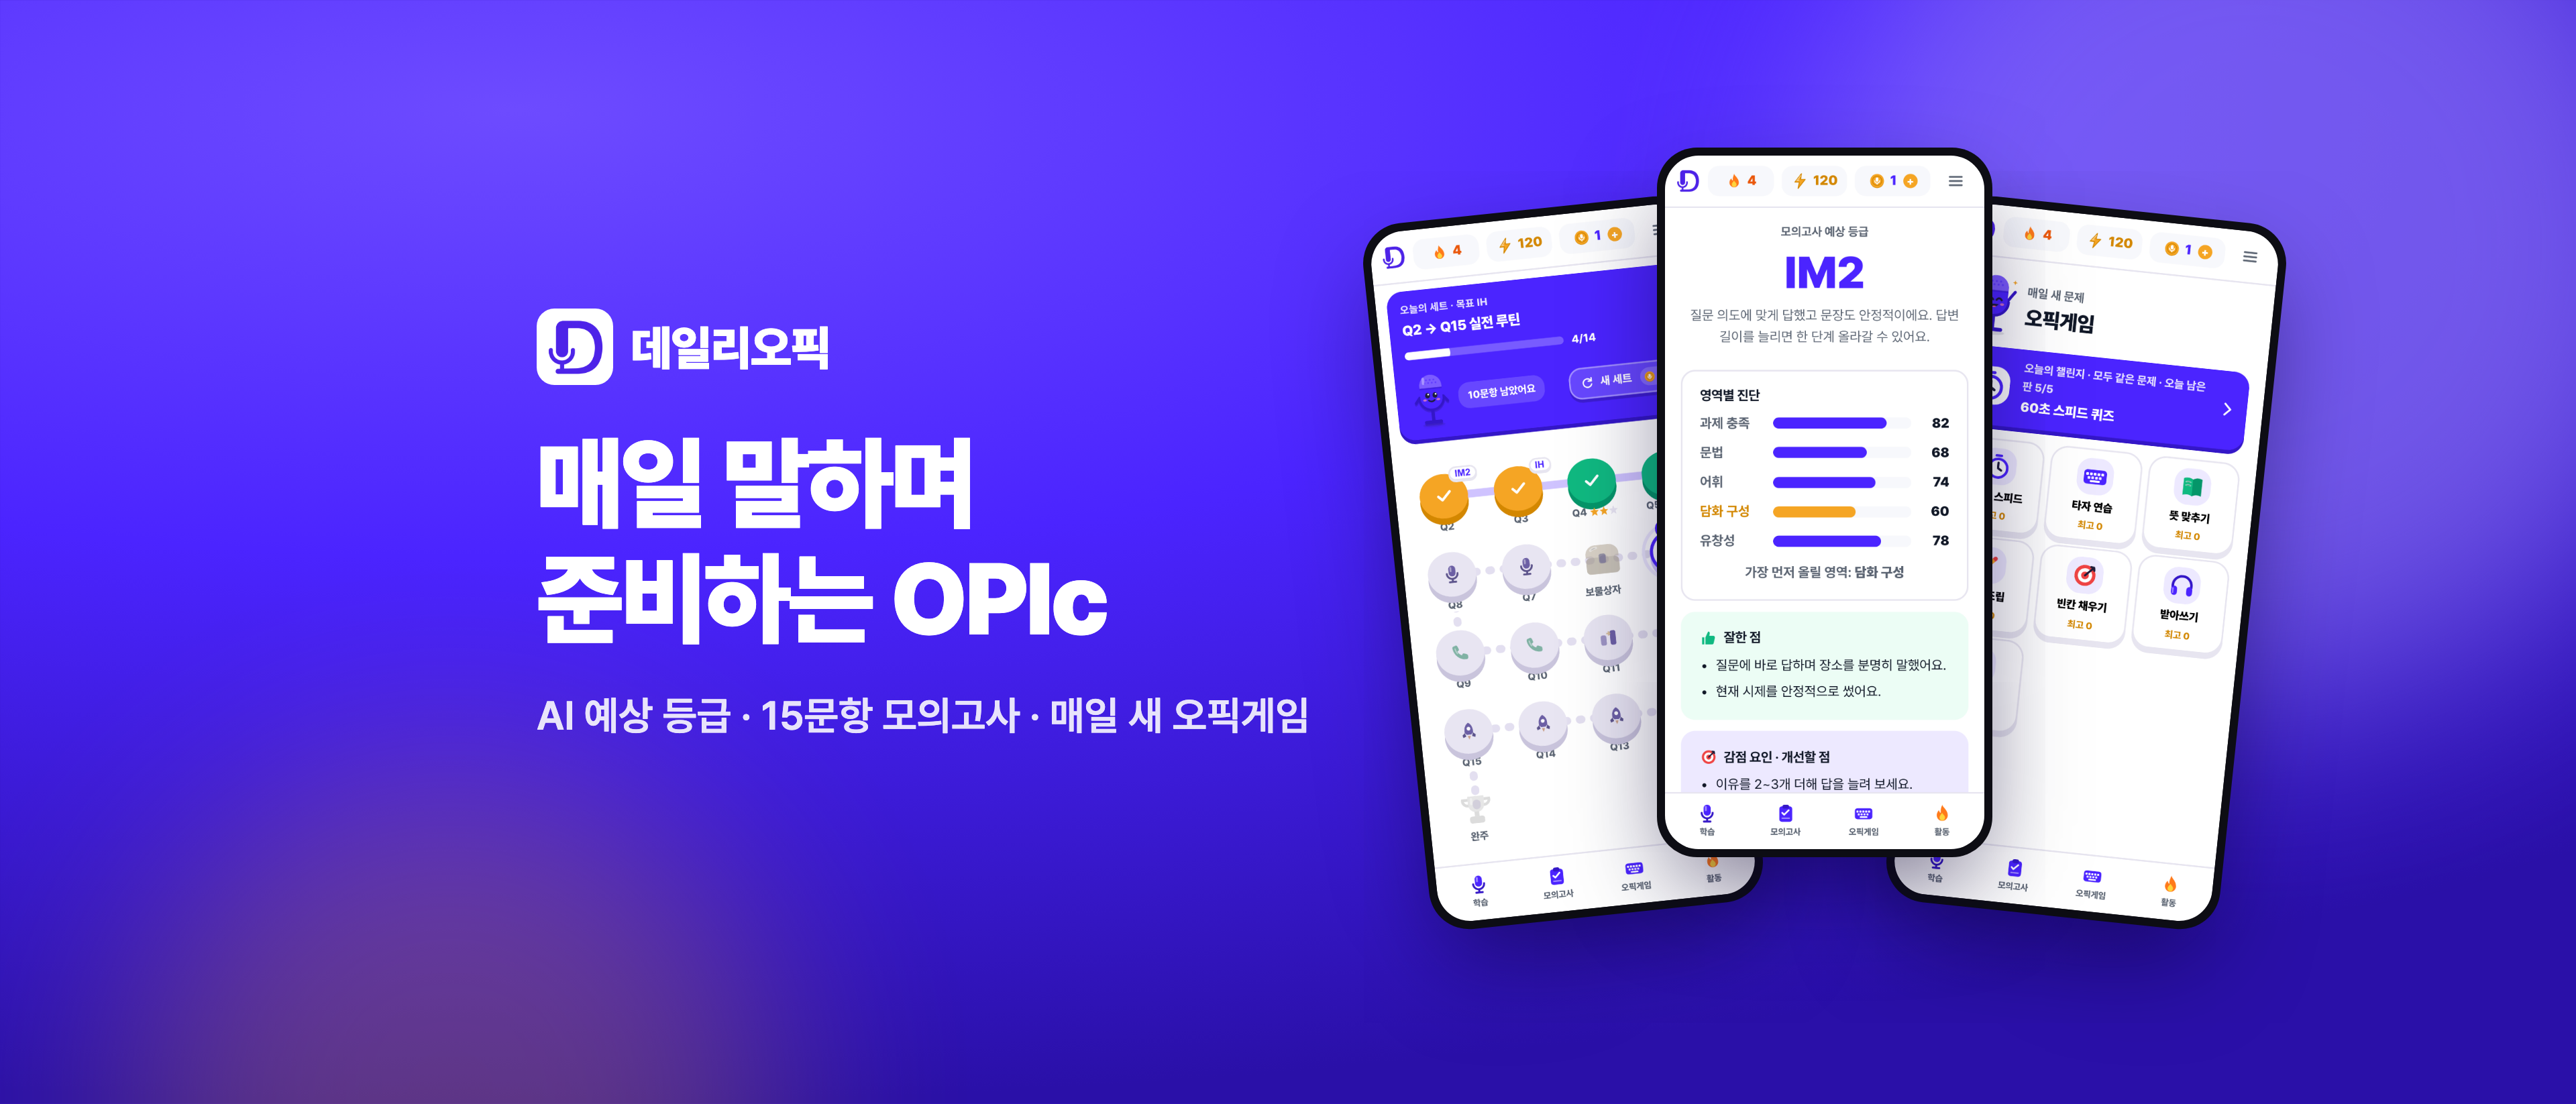 데일리오픽
매일 말하며
준비하는 OPIc
AI 예상 등급 · 15문항 모의고사 · 매일 새 오픽게임
4 120 1
오늘의 세트 · 목표 IH
Q2 → Q15 실전 루틴
4/14
10문항 남았어요
새 세트
IM2 IH
Q2 Q3 Q4
Q8 Q7 보물상자
Q9 Q10 Q11
Q15 Q14 Q13
완주
학습 모의고사 오픽게임 활동
4 120 1
모의고사 예상 등급
IM2
질문 의도에 맞게 답했고 문장도 안정적이에요. 답변
길이를 늘리면 한 단계 올라갈 수 있어요.
영역별 진단
과제 충족 82
문법 68
어휘 74
담화 구성 60
유창성 78
가장 먼저 올릴 영역: 담화 구성
잘한 점
• 질문에 바로 답하며 장소를 분명히 말했어요.
• 현재 시제를 안정적으로 썼어요.
감점 요인 · 개선할 점
• 이유를 2~3개 더해 답을 늘려 보세요.
학습 모의고사 오픽게임 활동
4 120 1
매일 새 문제
오픽게임
오늘의 챌린지 · 모두 같은 문제 · 오늘 남은
판 5/5
60초 스피드 퀴즈
스피드 타자 연습 뜻 맞추기
최고 0 최고 0
빈칸 채우기 받아쓰기
최고 0 최고 0
학습 모의고사 오픽게임 활동